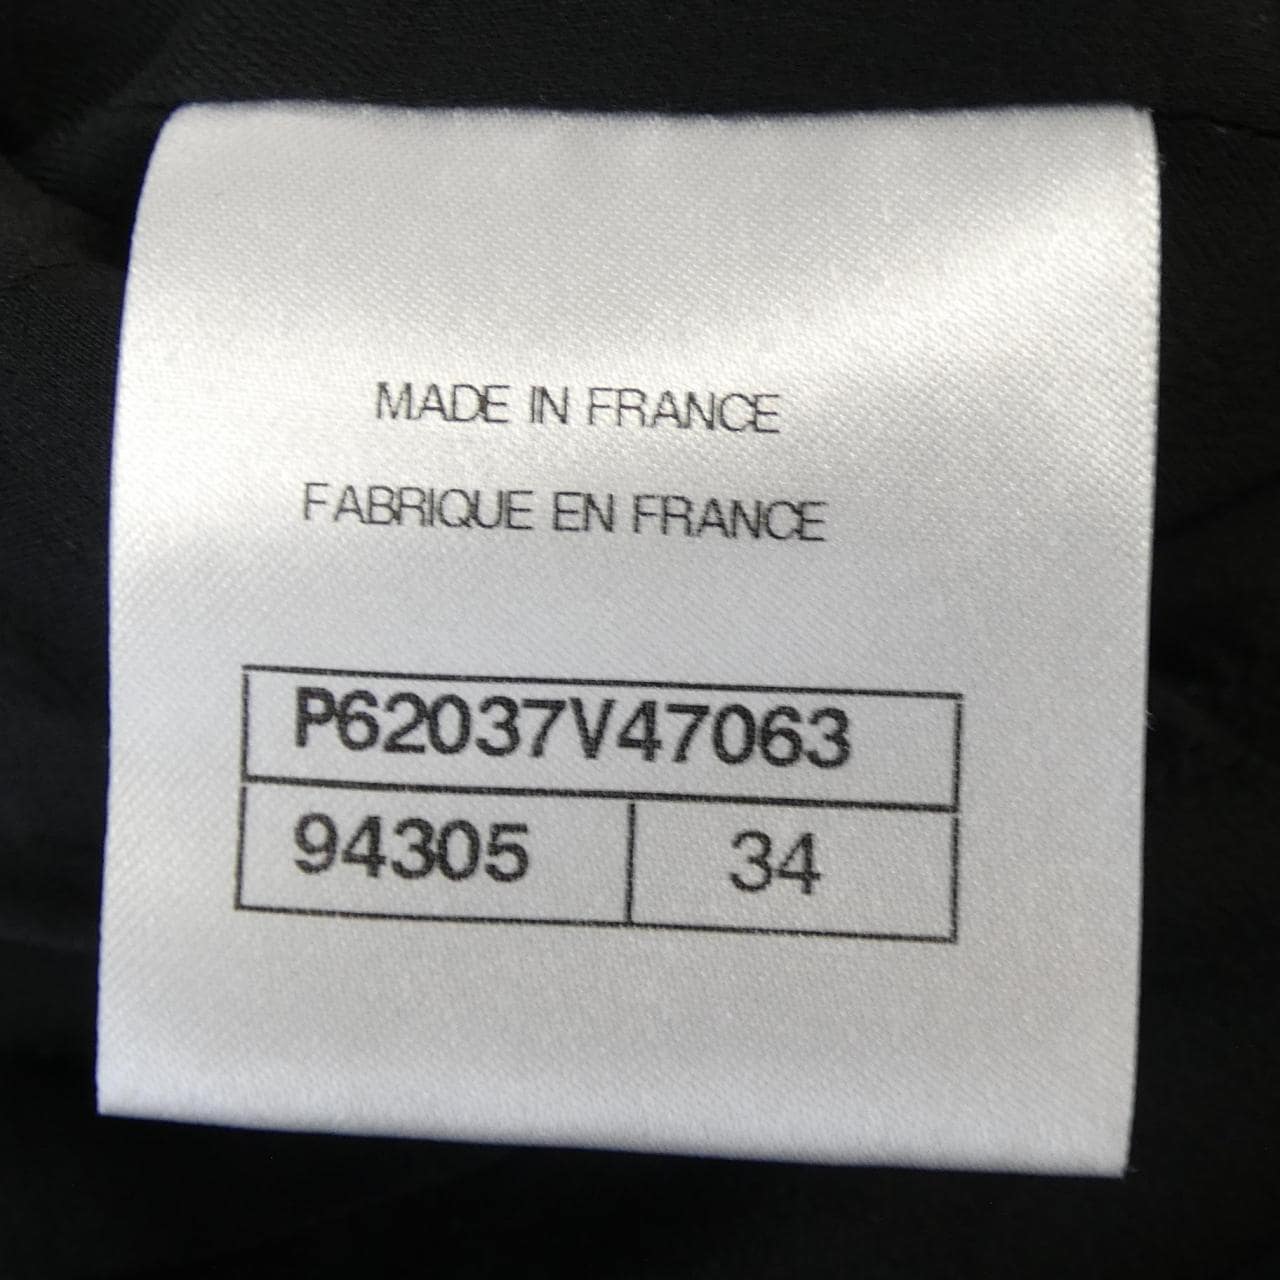 MADE IN FRANCE
FABRIQUE EN FRANCE
P62037V47063
94305 34